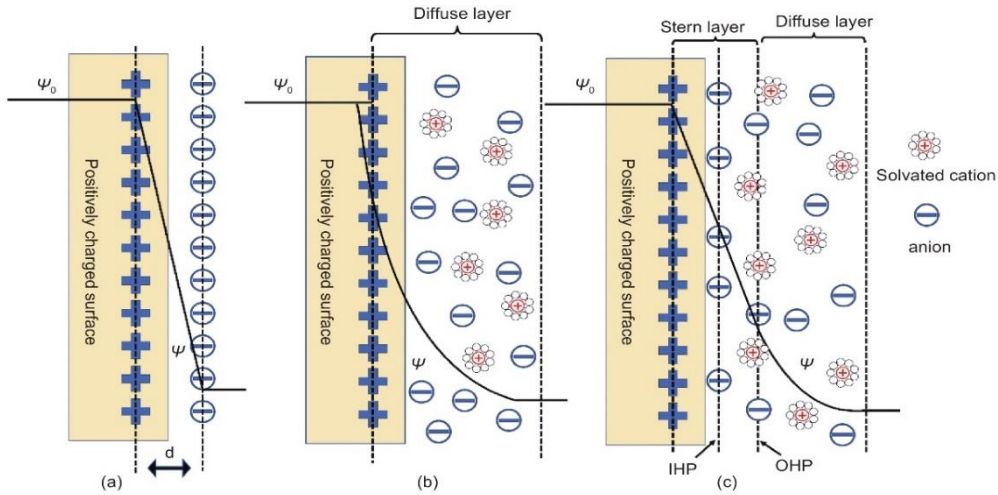 Ψ₀
Positively charged surface
Ψ
d
(a)
Diffuse layer
Ψ₀
Positively charged surface
Ψ
(b)
Stern layer
Diffuse layer
Ψ₀
Positively charged surface
Ψ
IHP
OHP
(c)
Solvated cation
anion